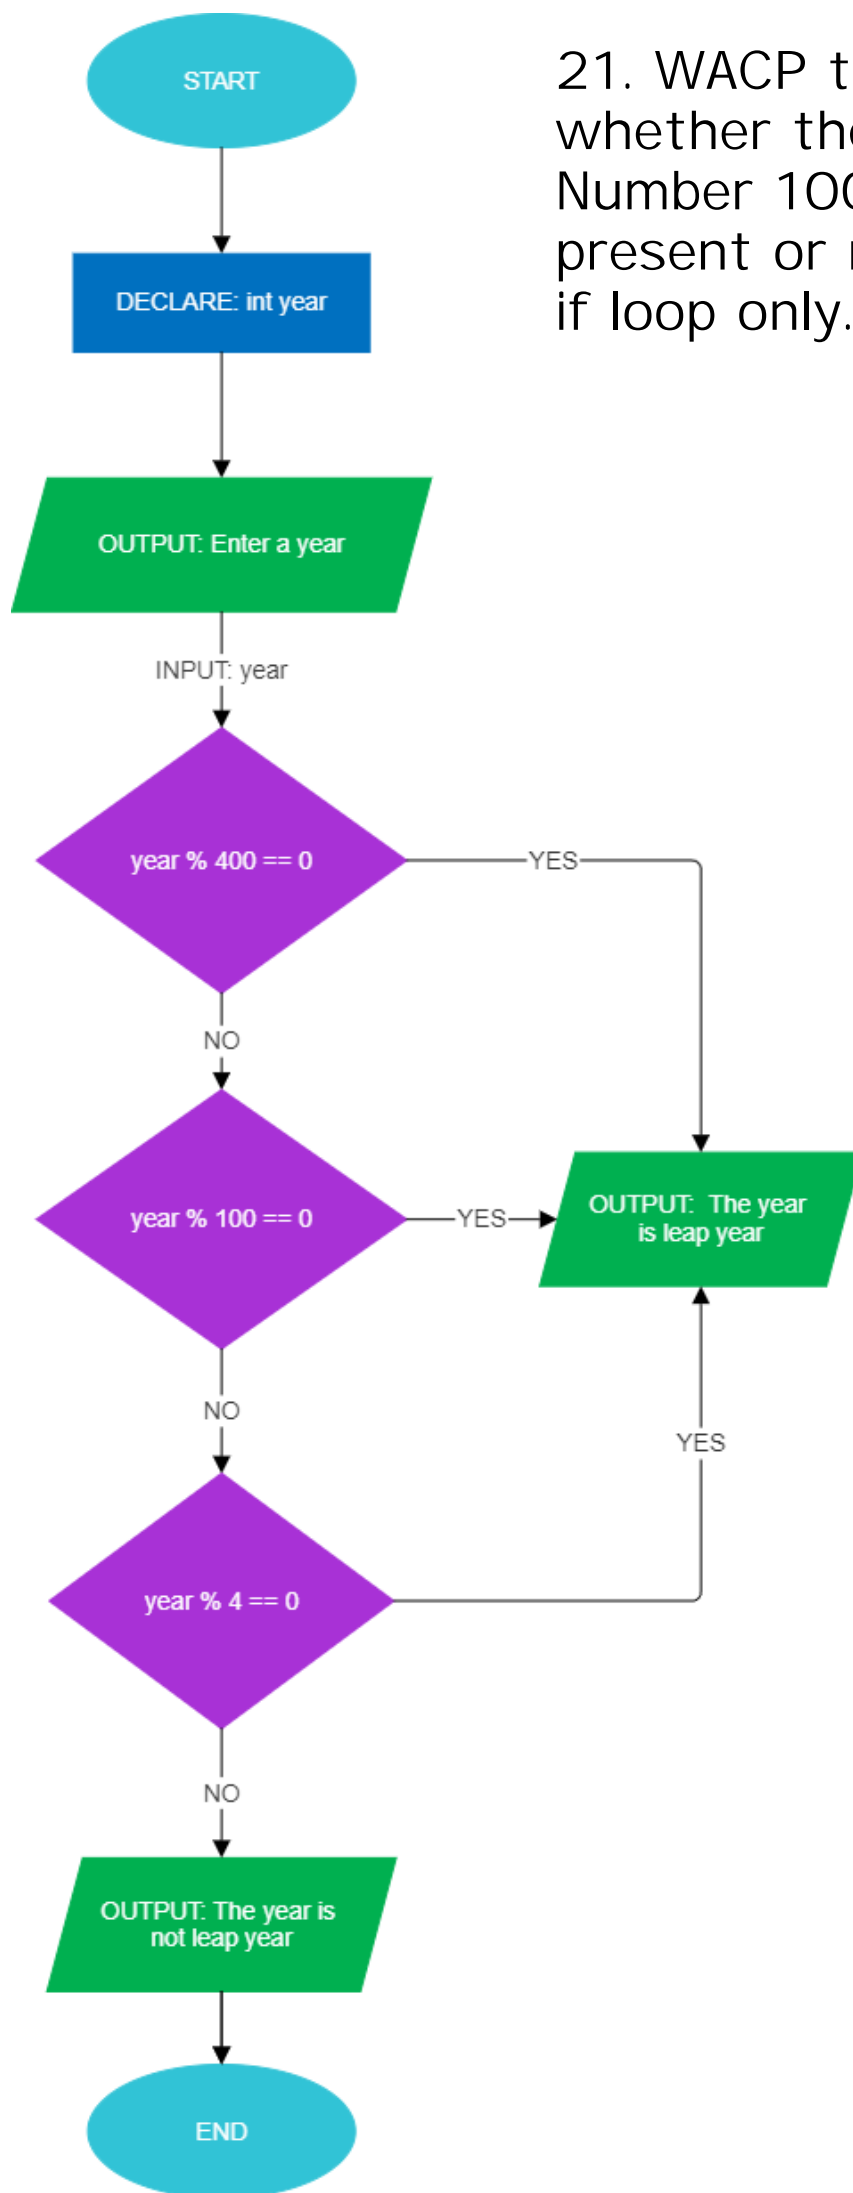 START
21. WACP
whether
Number
present or
if loop only.
DECLARE: int year
OUTPUT: Enter a year
INPUT: year
year % 400 == 0
YES
NO
year % 100 == 0
YES
OUTPUT: The year
is leap year
NO
YES
year % 4 == 0
NO
OUTPUT: The year is
not leap year
END